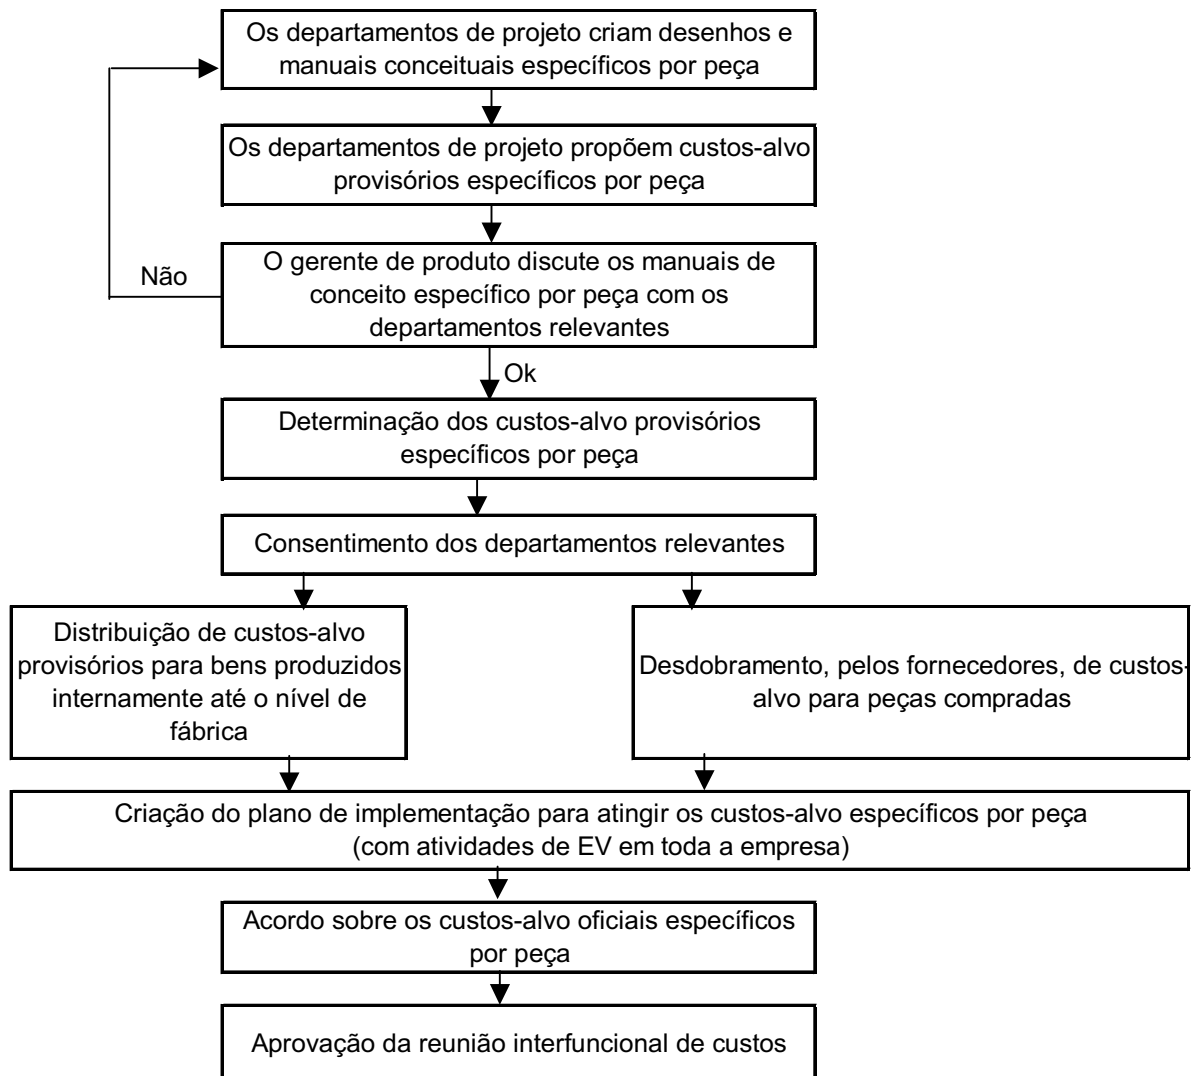 Os departamentos de projeto criam desenhos e
manuais conceituais específicos por peça
Os departamentos de projeto propõem custos-alvo
provisórios específicos por peça
O gerente de produto discute os manuais de
conceito específico por peça com os
departamentos relevantes
Não
Ok
Determinação dos custos-alvo provisórios
específicos por peça
Consentimento dos departamentos relevantes
Distribuição de custos-alvo
provisórios para bens produzidos
internamente até o nível de
fábrica
Desdobramento, pelos fornecedores, de custos-
alvo para peças compradas
Criação do plano de implementação para atingir os custos-alvo específicos por peça
(com atividades de EV em toda a empresa)
Acordo sobre os custos-alvo oficiais específicos
por peça
Aprovação da reunião interfuncional de custos